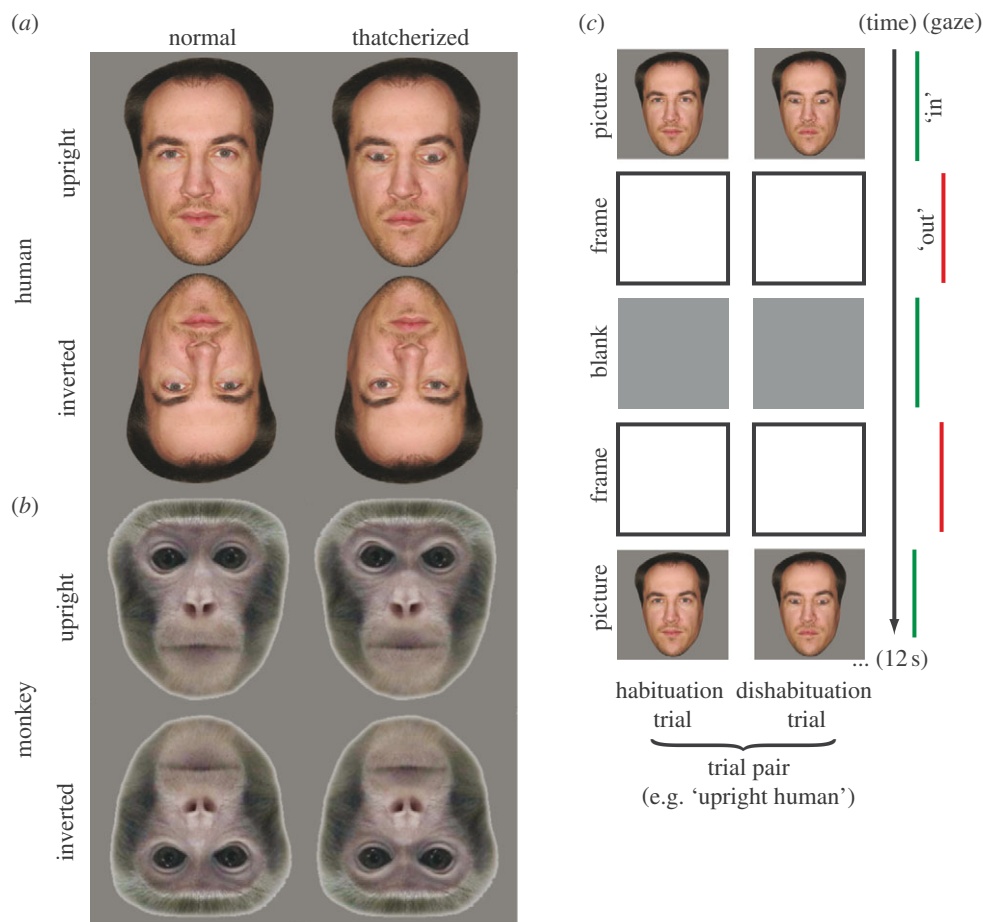 (a)
normal
thatcherized
upright
human
inverted
(b)
upright
monkey
inverted
(c)
(time) (gaze)
picture
'in'
frame
'out'
blank
frame
picture
... (12 s)
habituation
trial
dishabituation
trial
trial pair
(e.g. 'upright human')